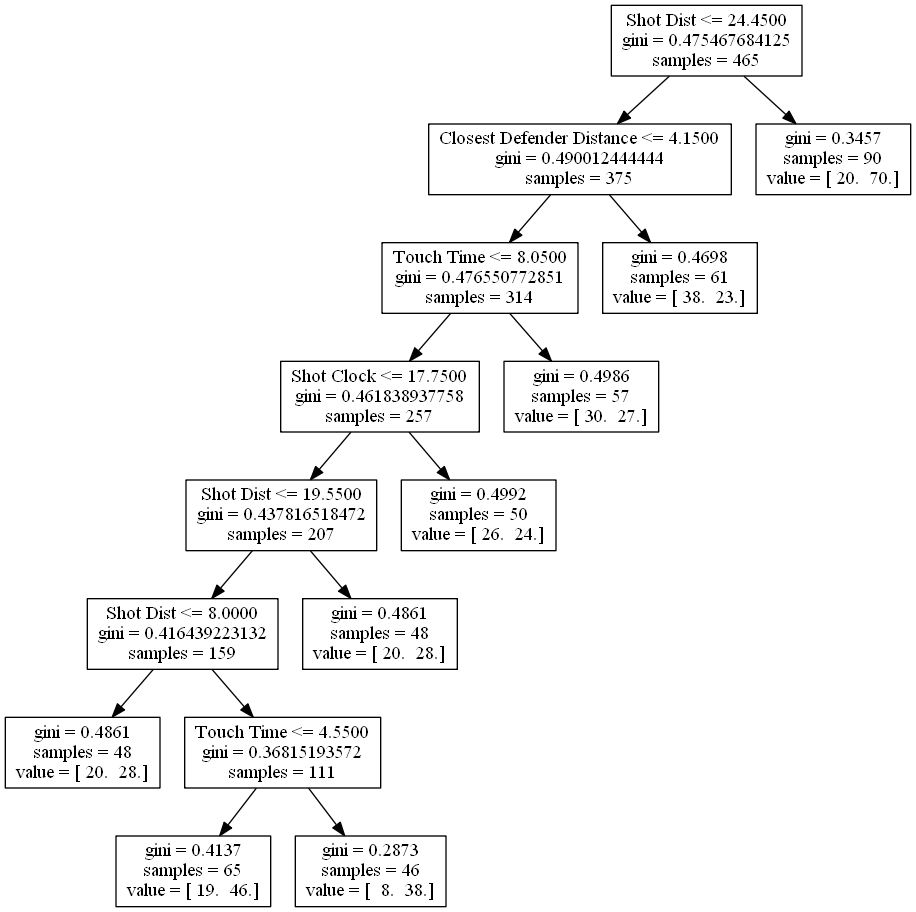 Shot Dist <= 24.4500
gini = 0.475467684125
samples = 465
Closest Defender Distance <= 4.1500
gini = 0.490012444444
samples = 375
gini = 0.3457
samples = 90
value = [ 20.  70.]
Touch Time <= 8.0500
gini = 0.476550772851
samples = 314
gini = 0.4698
samples = 61
value = [ 38.  23.]
Shot Clock <= 17.7500
gini = 0.461838937758
samples = 257
gini = 0.4986
samples = 57
value = [ 30.  27.]
Shot Dist <= 19.5500
gini = 0.437816518472
samples = 207
gini = 0.4992
samples = 50
value = [ 26.  24.]
Shot Dist <= 8.0000
gini = 0.416439223132
samples = 159
gini = 0.4861
samples = 48
value = [ 20.  28.]
gini = 0.4861
samples = 48
value = [ 20.  28.]
Touch Time <= 4.5500
gini = 0.36815193572
samples = 111
gini = 0.4137
samples = 65
value = [ 19.  46.]
gini = 0.2873
samples = 46
value = [  8.  38.]